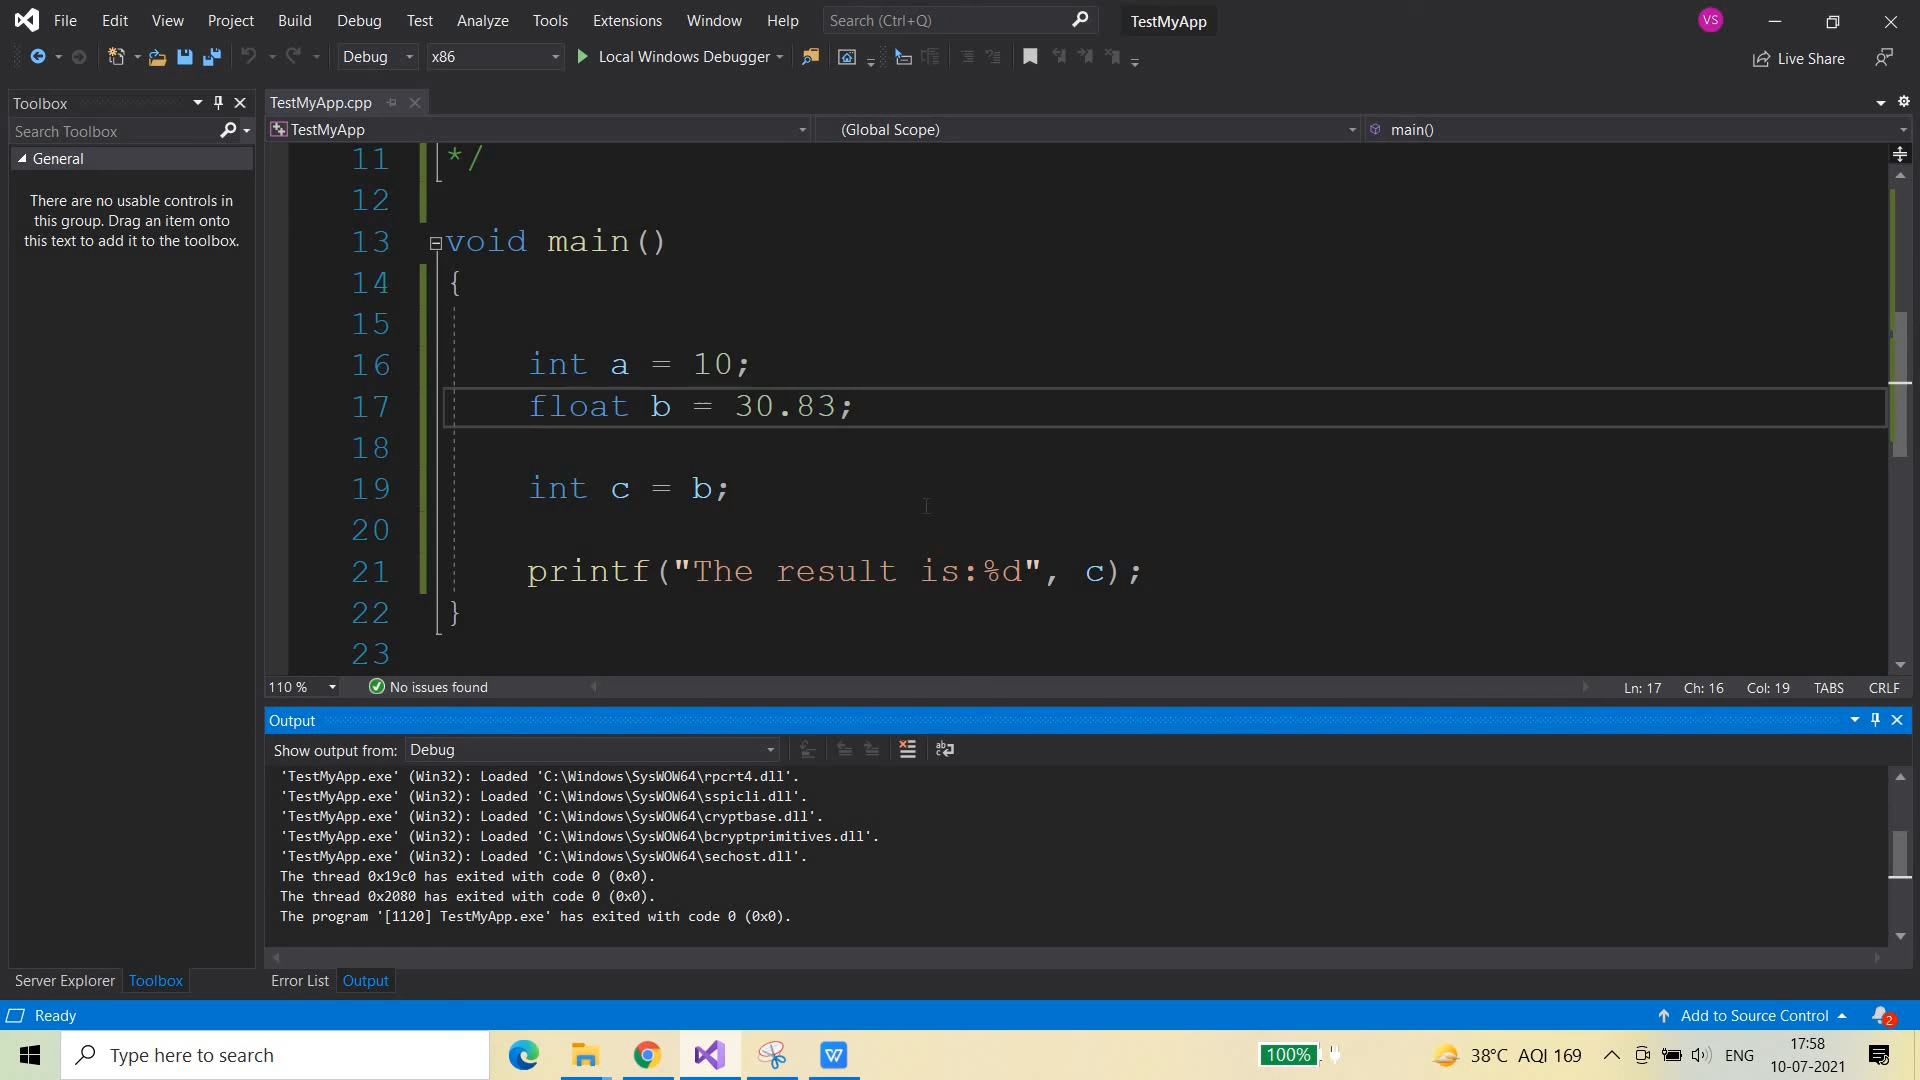 File Edit View Project Build Debug Test Analyze Tools Extensions Window Help Search (Ctrl+Q) TestMyApp VS
Debug x86 Local Windows Debugger Live Share
Toolbox
Search Toolbox
General
There are no usable controls in
this group. Drag an item onto
this text to add it to the toolbox.
TestMyApp.cpp
TestMyApp (Global Scope) main()
11 */
12
13 void main()
14 {
15
16 int a = 10;
17 float b = 30.83;
18
19 int c = b;
20
21 printf("The result is:%d", c);
22 }
23
110 % No issues found Ln: 17 Ch: 16 Col: 19 TABS CRLF
Output
Show output from: Debug
'TestMyApp.exe' (Win32): Loaded 'C:\Windows\SysWOW64\rpcrt4.dll'.
'TestMyApp.exe' (Win32): Loaded 'C:\Windows\SysWOW64\sspicli.dll'.
'TestMyApp.exe' (Win32): Loaded 'C:\Windows\SysWOW64\cryptbase.dll'.
'TestMyApp.exe' (Win32): Loaded 'C:\Windows\SysWOW64\bcryptprimitives.dll'.
'TestMyApp.exe' (Win32): Loaded 'C:\Windows\SysWOW64\sechost.dll'.
The thread 0x19c0 has exited with code 0 (0x0).
The thread 0x2080 has exited with code 0 (0x0).
The program '[1120] TestMyApp.exe' has exited with code 0 (0x0).
Server Explorer Toolbox Error List Output
Ready Add to Source Control 2
Type here to search W 100% 38°C AQI 169 ENG 17:58
10-07-2021